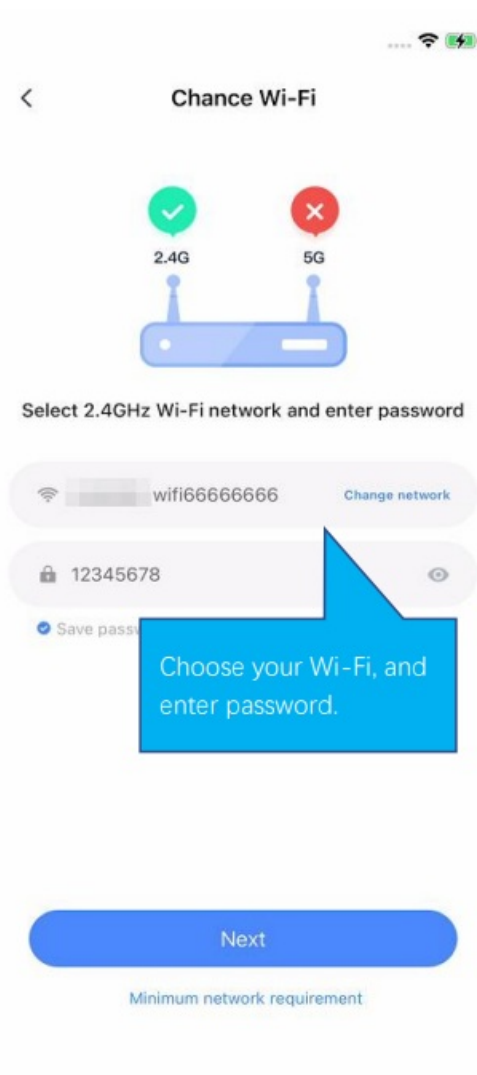 Chance Wi-Fi
2.4G
5G
Select 2.4GHz Wi-Fi network and enter password
wifi66666666
Change network
12345678
Save
Choose your Wi-Fi, and
enter password.
Next
Minimum network requirement